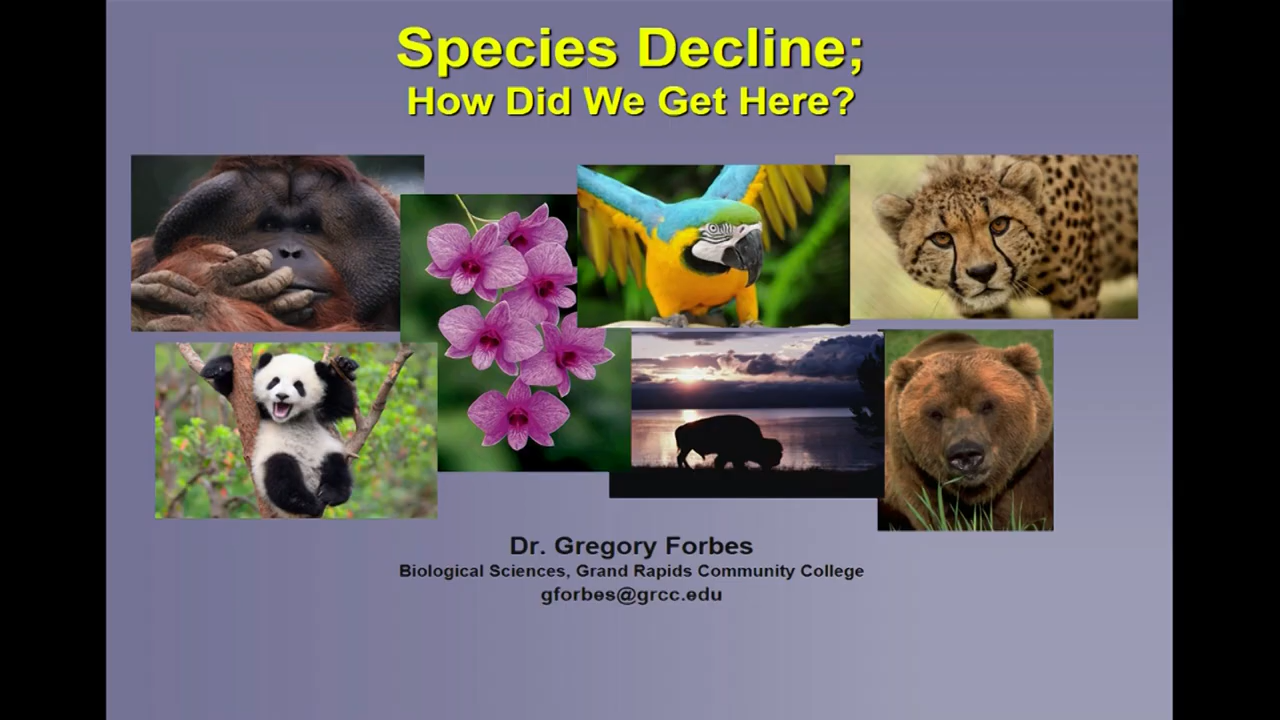 Species Decline;
How Did We Get Here?
Dr. Gregory Forbes
Biological Sciences, Grand Rapids Community College
gforbes@grcc.edu